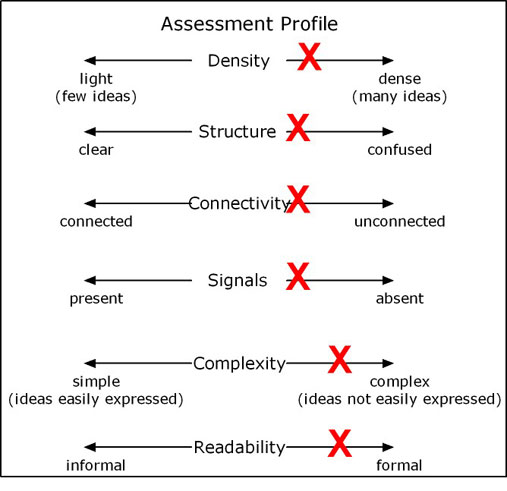 Assessment Profile
Density
light
(few ideas)
dense
(many ideas)
Structure
clear
confused
Connectivity
connected
unconnected
Signals
present
absent
Complexity
simple
(ideas easily expressed)
complex
(ideas not easily expressed)
Readability
informal
formal